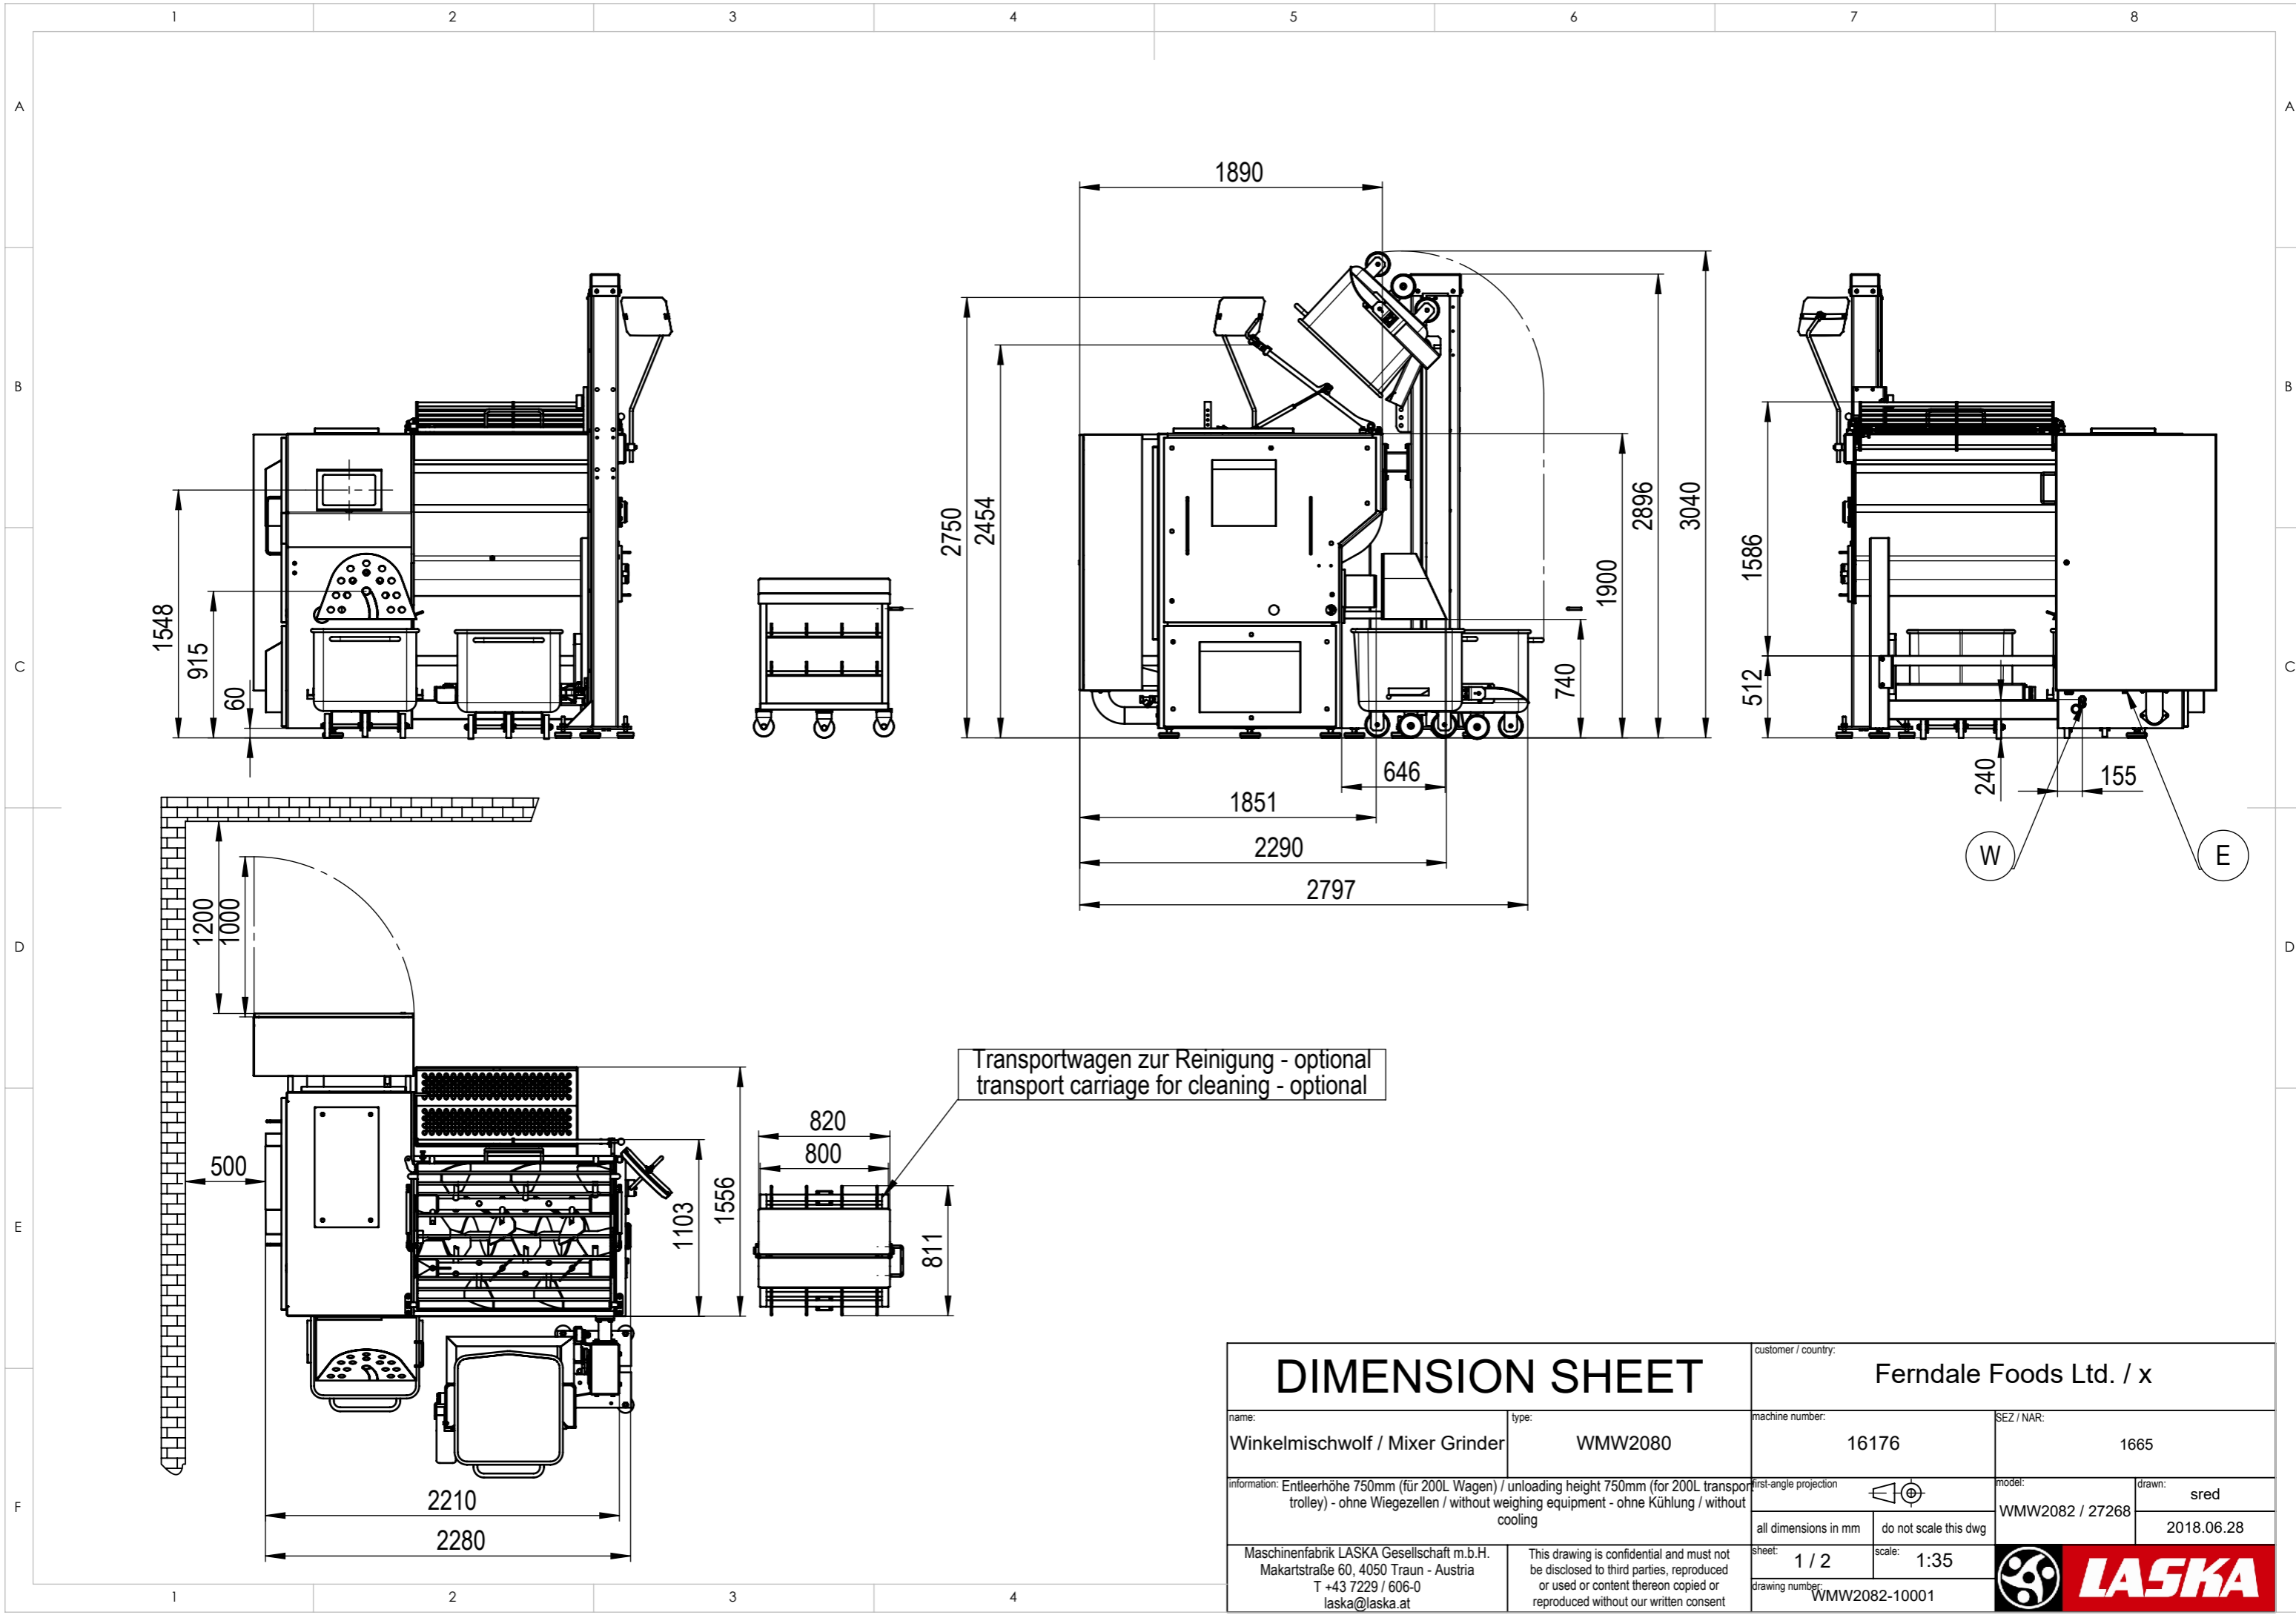 1 2 3 4 5 6 7 8
A A
B B
C C
D D
E
F
1 2 3 4
1548
915
60
1890
2750
2454
1900
2896
3040
740
646
1851
2290
2797
1586
512
240
155
W
E
1200
1000
500
1103
1556
2210
2280
820
800
811
Transportwagen zur Reinigung - optional
transport carriage for cleaning - optional
DIMENSION SHEET
customer / country:
Ferndale Foods Ltd. / x
name:
Winkelmischwolf / Mixer Grinder
type:
WMW2080
machine number:
16176
SEZ / NAR:
1665
information: Entleerhöhe 750mm (für 200L Wagen) / unloading height 750mm (for 200L transport
trolley) - ohne Wiegezellen / without weighing equipment - ohne Kühlung / without
cooling
first-angle projection
model:
WMW2082 / 27268
drawn:
sred
all dimensions in mm
do not scale this dwg
2018.06.28
Maschinenfabrik LASKA Gesellschaft m.b.H.
Makartstraße 60, 4050 Traun - Austria
T +43 7229 / 606-0
laska@laska.at
This drawing is confidential and must not
be disclosed to third parties, reproduced
or used or content thereon copied or
reproduced without our written consent
sheet: 1 / 2
scale: 1:35
drawing number:
WMW2082-10001
LASKA